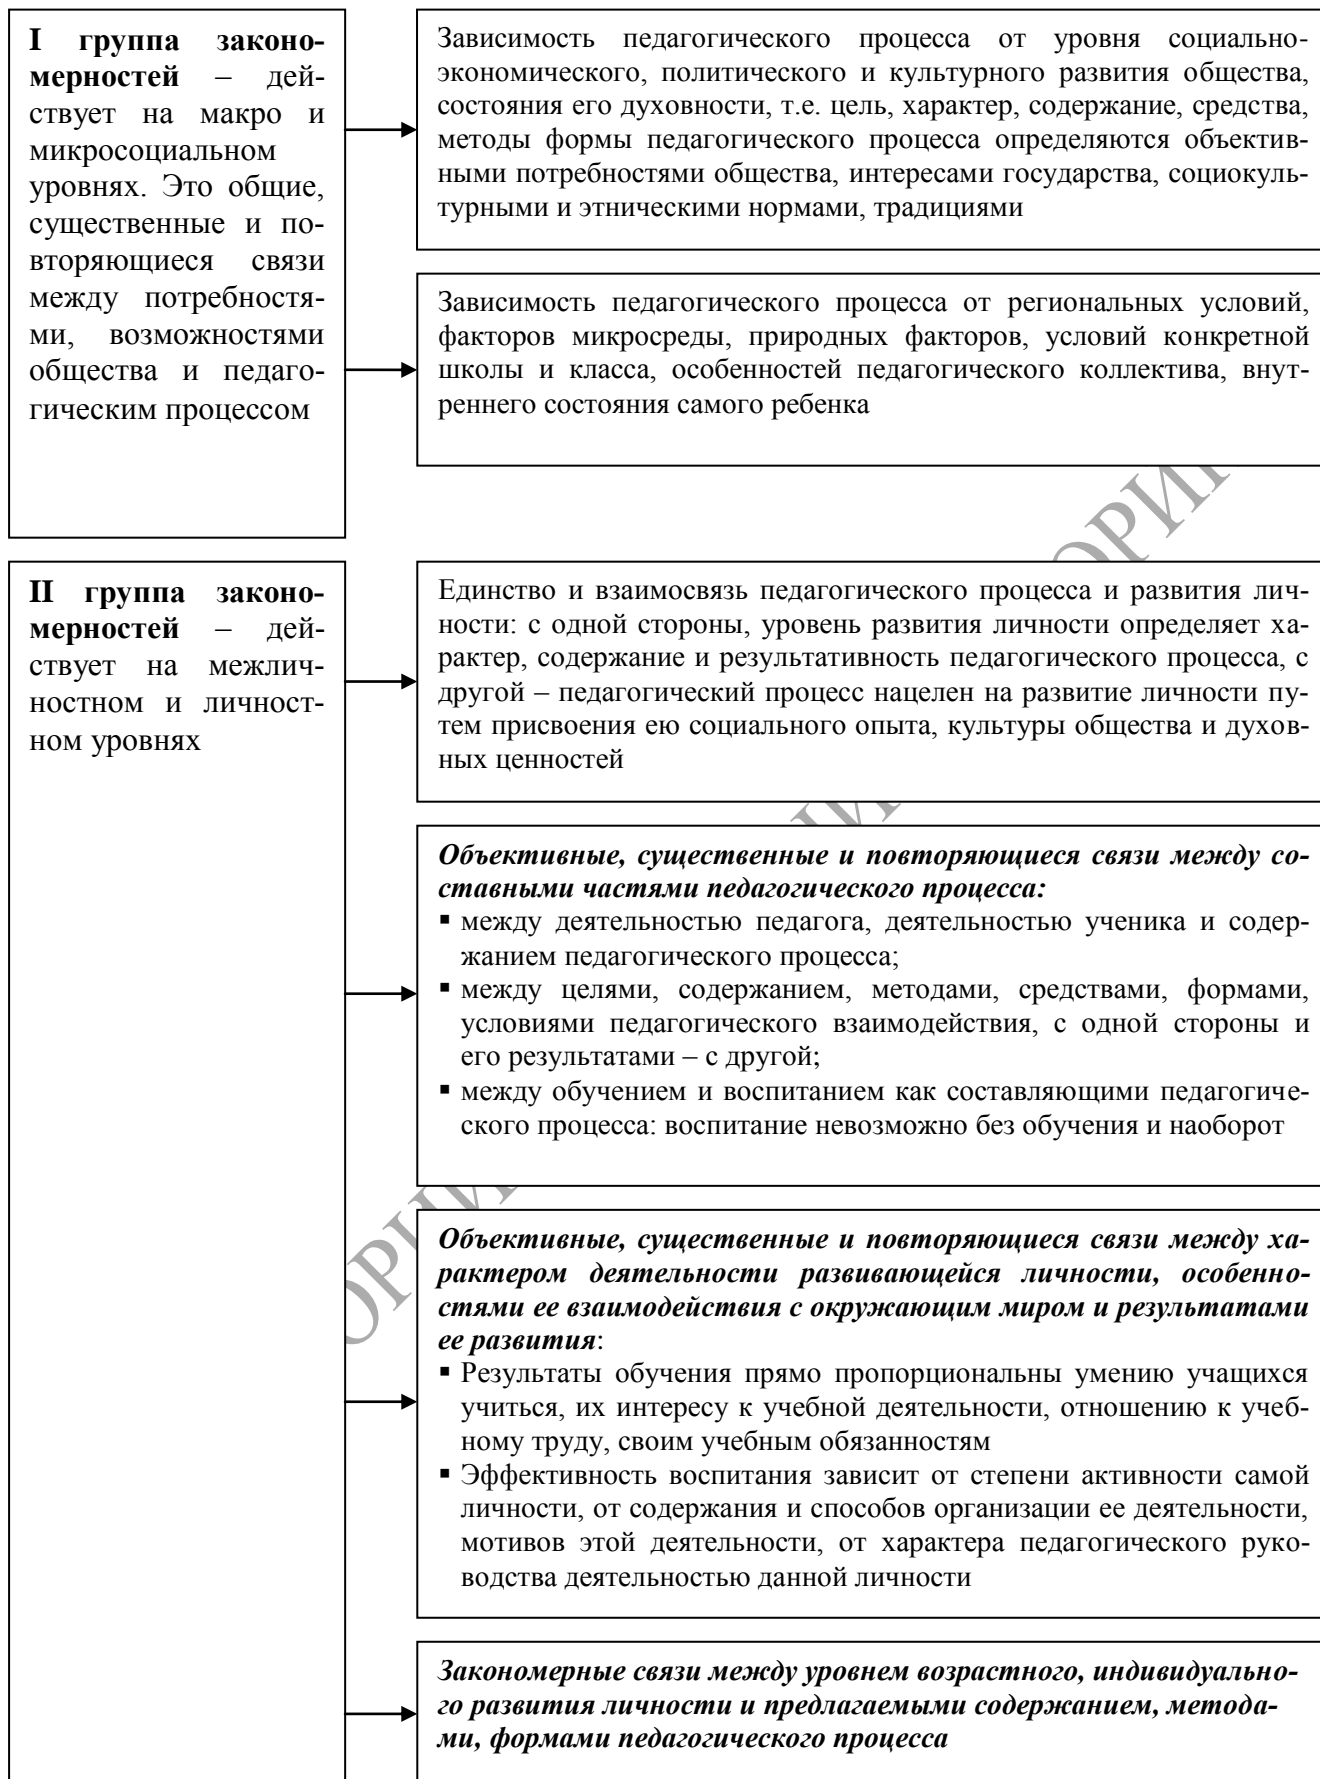 I группа законо-
мерностей – дей-
ствует на макро и
микросоциальном
уровнях. Это общие,
существенные и по-
вторяющиеся связи
между потребностя-
ми, возможностями
общества и педаго-
гическим процессом
Зависимость педагогического процесса от уровня социально-
экономического, политического и культурного развития общества,
состояния его духовности, т.е. цель, характер, содержание, средства,
методы формы педагогического процесса определяются объектив-
ными потребностями общества, интересами государства, социокуль-
турными и этническими нормами, традициями
Зависимость педагогического процесса от региональных условий,
факторов микросреды, природных факторов, условий конкретной
школы и класса, особенностей педагогического коллектива, внут-
реннего состояния самого ребенка
II группа законо-
мерностей – дей-
ствует на межлич-
ностном и личност-
ном уровнях
Единство и взаимосвязь педагогического процесса и развития лич-
ности: с одной стороны, уровень развития личности определяет ха-
рактер, содержание и результативность педагогического процесса, с
другой – педагогический процесс нацелен на развитие личности пу-
тем присвоения ею социального опыта, культуры общества и духов-
ных ценностей
Объективные, существенные и повторяющиеся связи между со-
ставными частями педагогического процесса:
▪ между деятельностью педагога, деятельностью ученика и содер-
жанием педагогического процесса;
▪ между целями, содержанием, методами, средствами, формами,
условиями педагогического взаимодействия, с одной стороны и
его результатами – с другой;
▪ между обучением и воспитанием как составляющими педагогиче-
ского процесса: воспитание невозможно без обучения и наоборот
Объективные, существенные и повторяющиеся связи между ха-
рактером деятельности развивающейся личности, особенно-
стями ее взаимодействия с окружающим миром и результатами
ее развития:
▪ Результаты обучения прямо пропорциональны умению учащихся
учиться, их интересу к учебной деятельности, отношению к учеб-
ному труду, своим учебным обязанностям
▪ Эффективность воспитания зависит от степени активности самой
личности, от содержания и способов организации ее деятельности,
мотивов этой деятельности, от характера педагогического руко-
водства деятельностью данной личности
Закономерные связи между уровнем возрастного, индивидуально-
го развития личности и предлагаемыми содержанием, метода-
ми, формами педагогического процесса